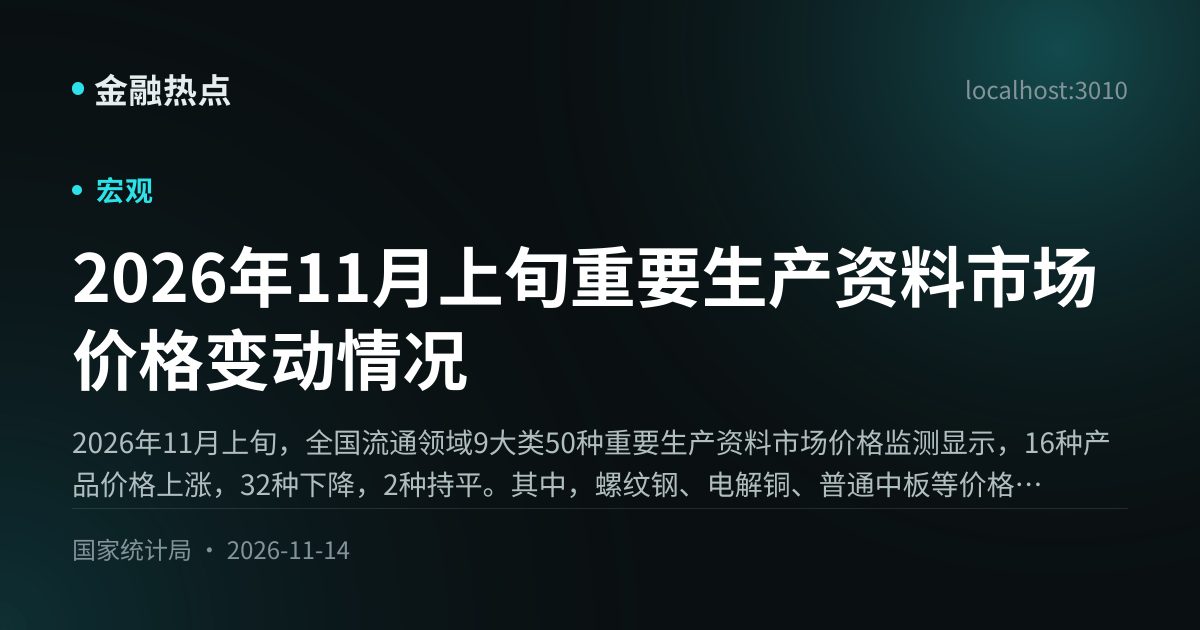 金融热点
localhost:3010
宏观
2026年11月上旬重要生产资料市场
价格变动情况
2026年11月上旬，全国流通领域9大类50种重要生产资料市场价格监测显示，16种产
品价格上涨，32种下降，2种持平。其中，螺纹钢、电解铜、普通中板等价格…
国家统计局 • 2026-11-14